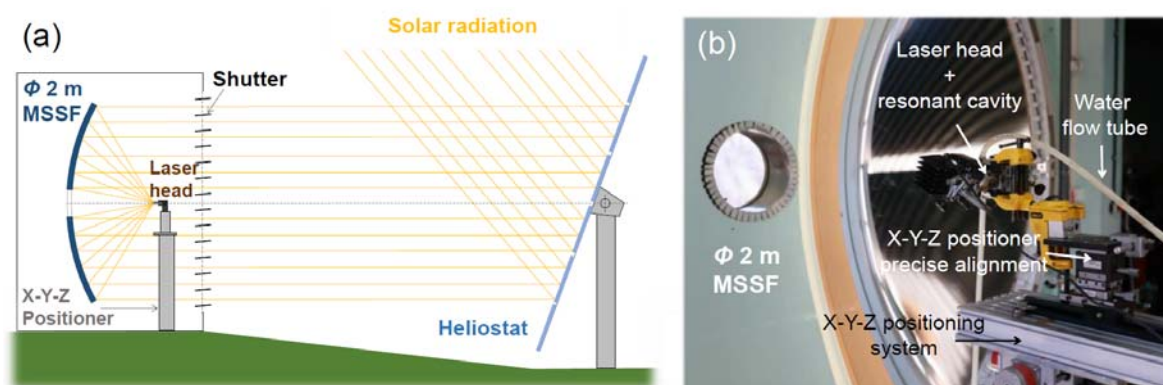 (a)
Solar radiation
Φ 2 m
MSSF
Shutter
Laser
head
X-Y-Z
Positioner
Heliostat
(b)
Laser head
+
resonant cavity
Water
flow tube
X-Y-Z positioner
precise alignment
Φ 2 m
MSSF
X-Y-Z positioning
system